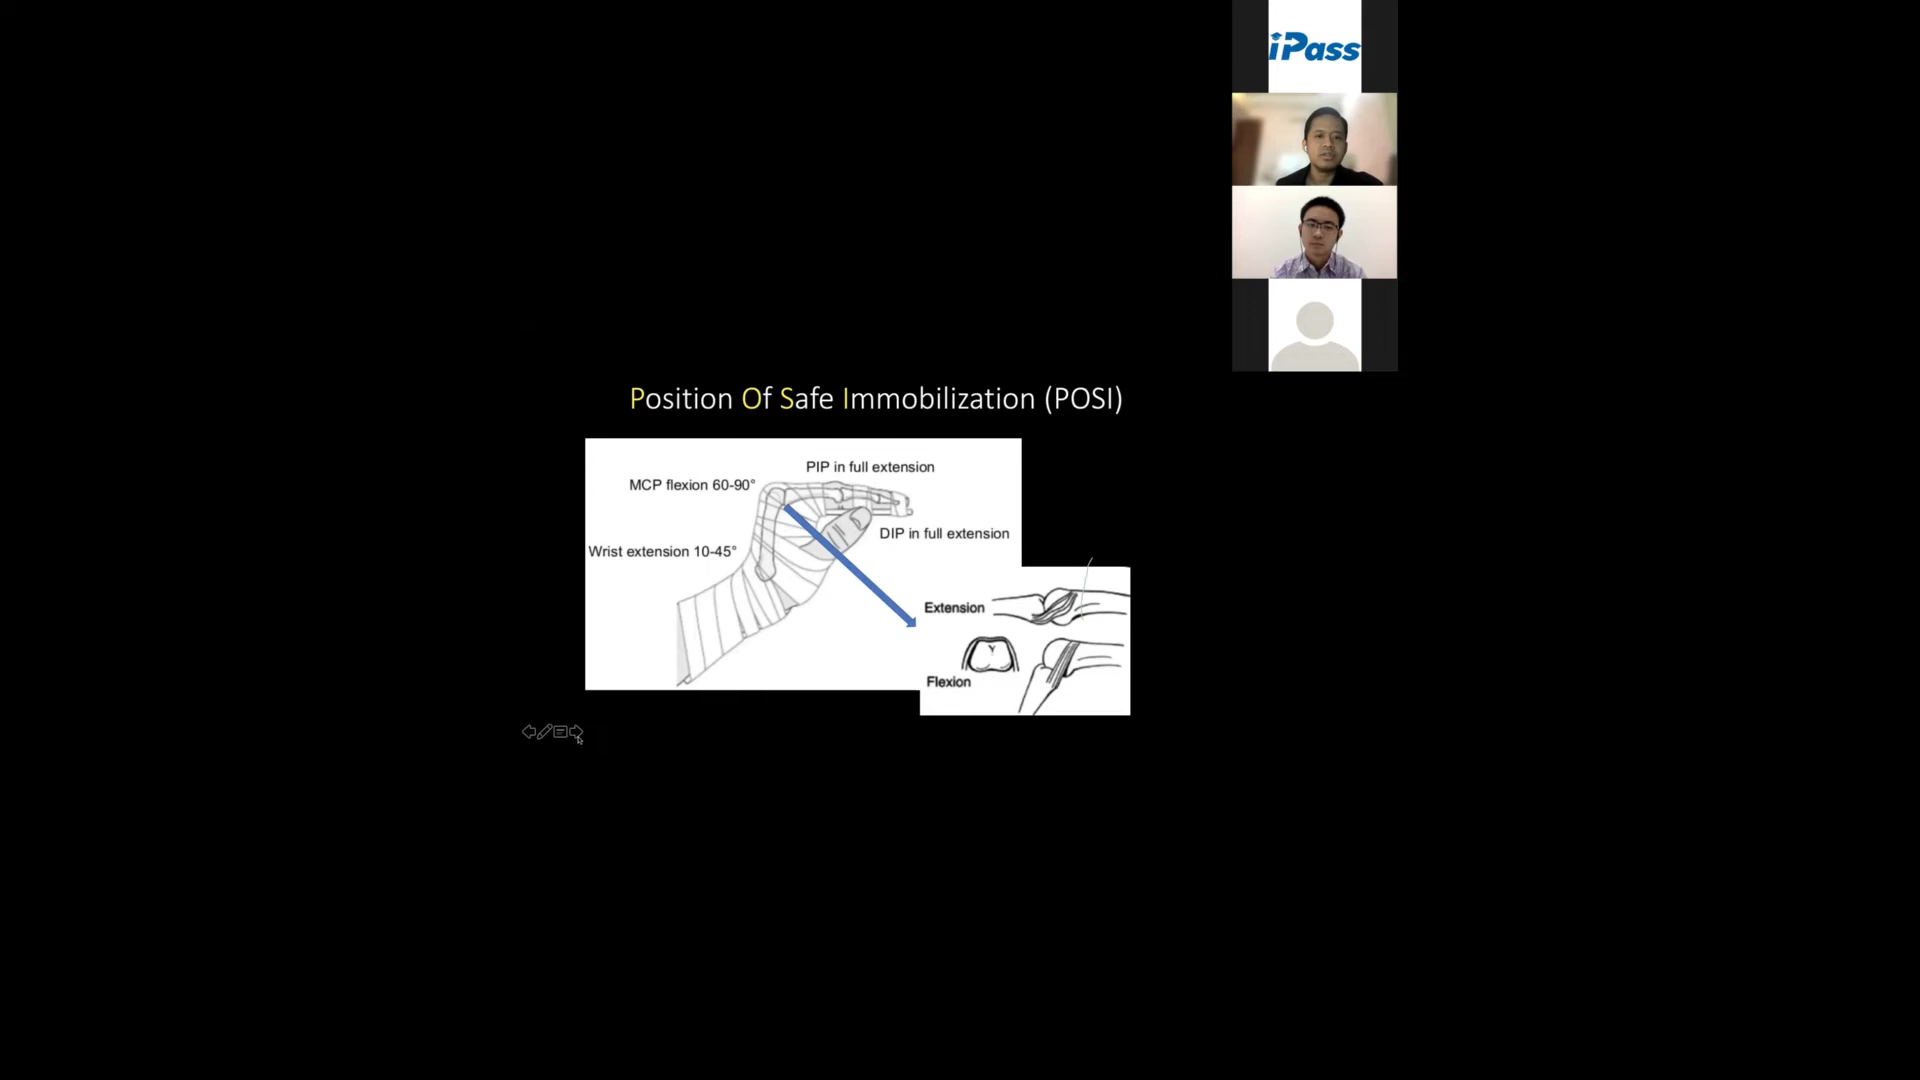 iPass
Position Of Safe Immobilization (POSI)
PIP in full extension
MCP flexion 60-90°
DIP in full extension
Wrist extension 10-45°
Extension
Flexion